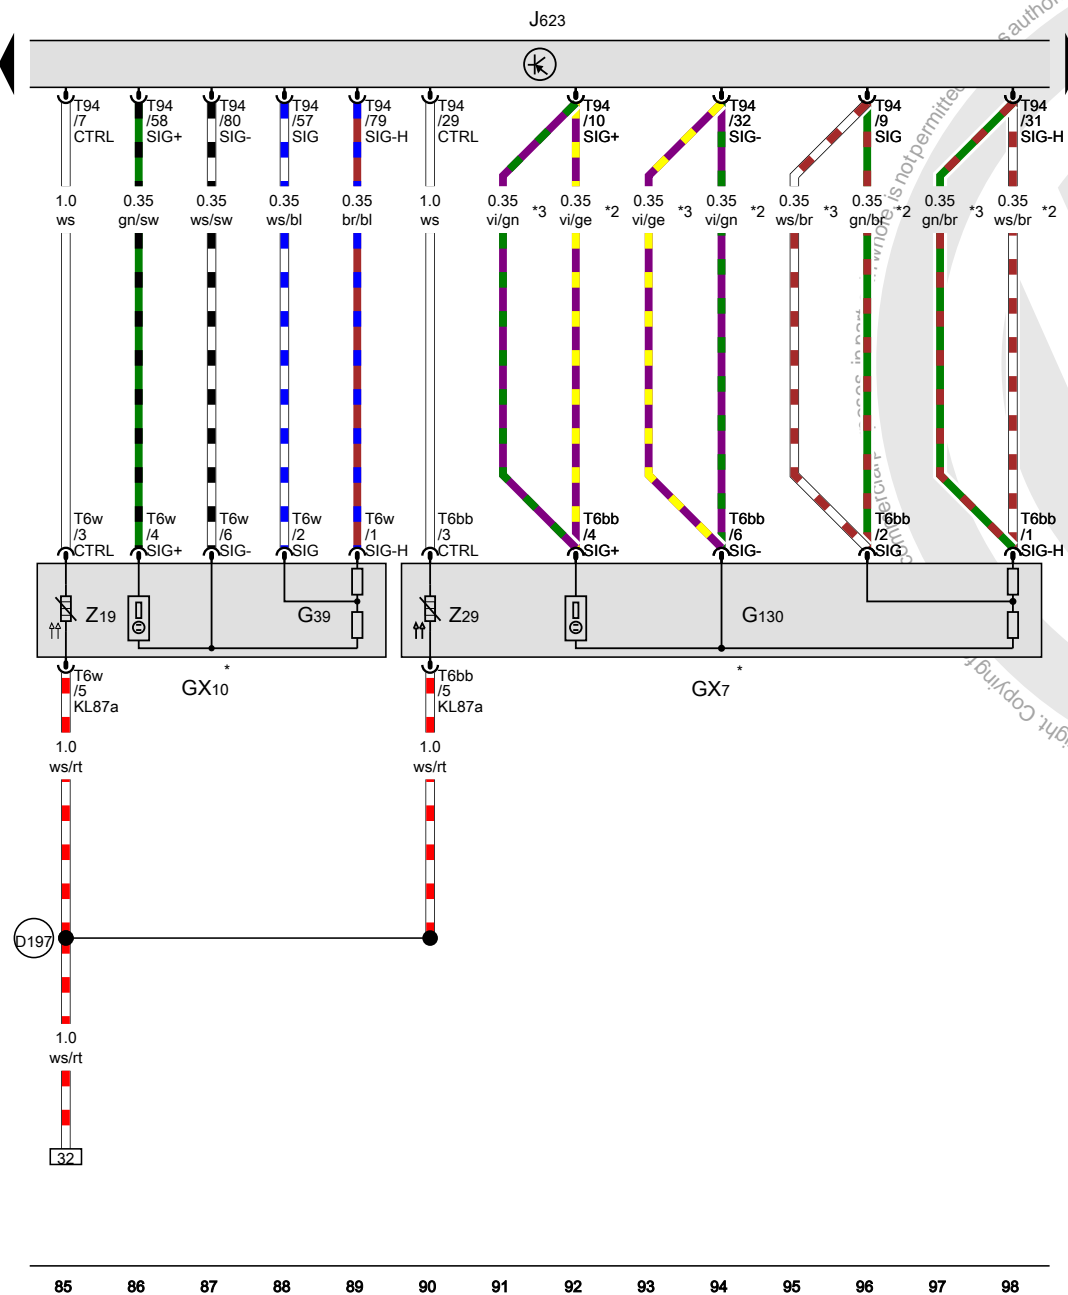 J623
T94 /7 CTRL
T94 /58 SIG+
T94 /80 SIG-
T94 /57 SIG
T94 /79 SIG-H
T94 /29 CTRL
T94 /10 SIG+
T94 /32 SIG-
T94 /9 SIG
T94 /31 SIG-H
1.0 ws
0.35 gn/sw
0.35 ws/sw
0.35 ws/bl
0.35 br/bl
1.0 ws
0.35 vi/gn *3
0.35 vi/ge *2
0.35 vi/ge *3
0.35 vi/gn *2
0.35 ws/br *3
0.35 gn/br *2
0.35 gn/br *3
0.35 ws/br *2
T6w /3 CTRL
T6w /4 SIG+
T6w /6 SIG-
T6w /2 SIG
T6w /1 SIG-H
T6bb /3 CTRL
T6bb /4 SIG+
T6bb /6 SIG-
T6bb /2 SIG
T6bb /1 SIG-H
Z19
G39
Z29
G130
T6w /5 KL87a
*
GX10
T6bb /5 KL87a
*
GX7
1.0 ws/rt
1.0 ws/rt
D197
1.0 ws/rt
32
85 86 87 88 89 90 91 92 93 94 95 96 97 98
whole, is not permitted
in part
Copying f